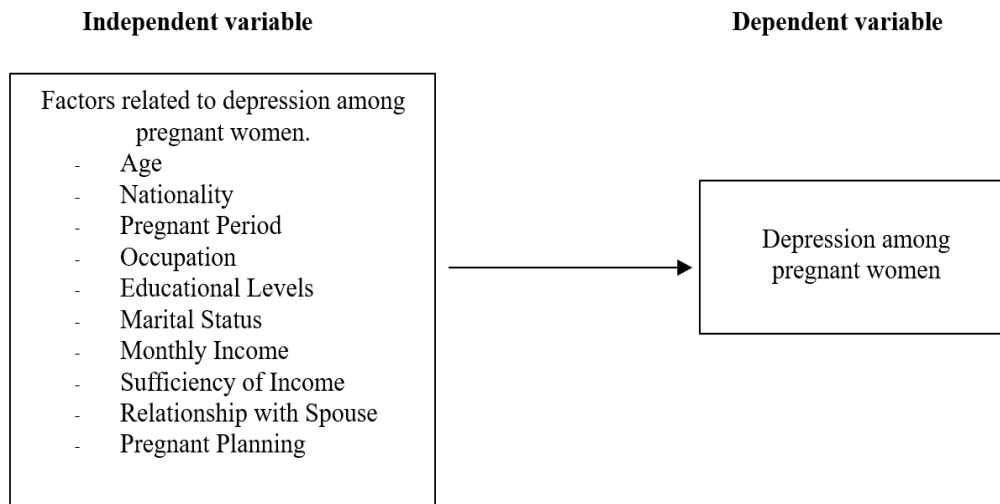 Independent variable
Dependent variable
Factors related to depression among
pregnant women.
- Age
- Nationality
- Pregnant Period
- Occupation
- Educational Levels
- Marital Status
- Monthly Income
- Sufficiency of Income
- Relationship with Spouse
- Pregnant Planning
Depression among
pregnant women